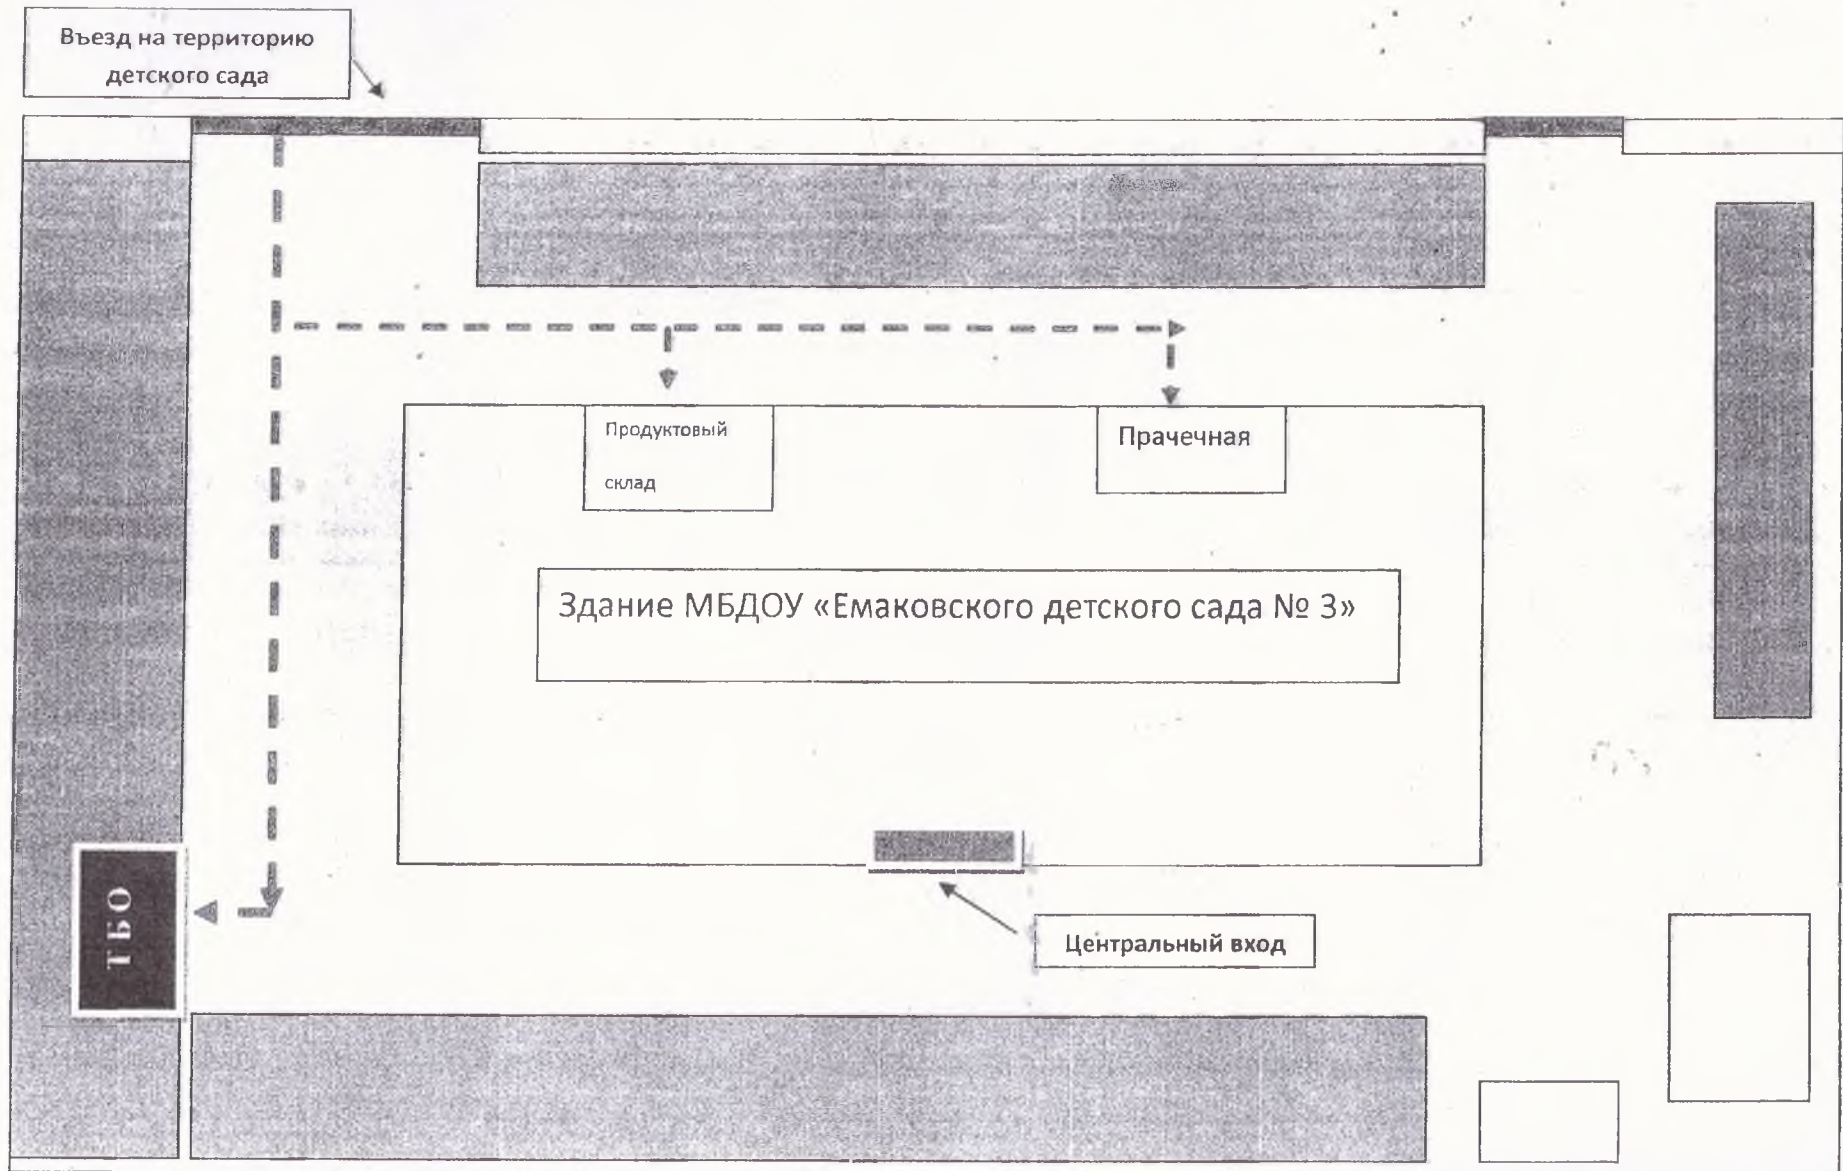 Въезд на территорию
детского сада
Продуктовый
склад
Прачечная
Здание МБДОУ «Емаковского детского сада № 3»
Центральный вход
ТБО